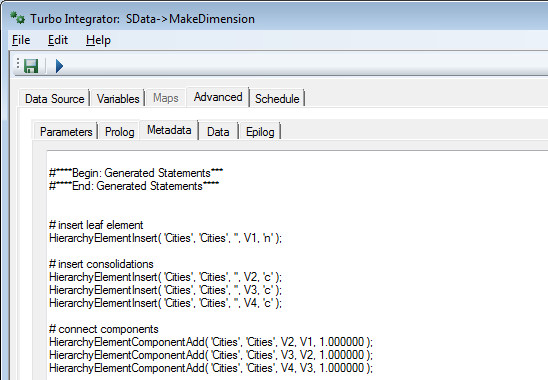 Turbo Integrator: SData->MakeDimension
File Edit Help
Data Source Variables Maps Advanced Schedule
Parameters Prolog Metadata Data Epilog
#****Begin: Generated Statements***
#****End: Generated Statements****
# insert leaf element
HierarchyElementInsert( 'Cities', 'Cities', '', V1, 'n' );
# insert consolidations
HierarchyElementInsert( 'Cities', 'Cities', '', V2, 'c' );
HierarchyElementInsert( 'Cities', 'Cities', '', V3, 'c' );
HierarchyElementInsert( 'Cities', 'Cities', '', V4, 'c' );
# connect components
HierarchyElementComponentAdd( 'Cities', 'Cities', V2, V1, 1.000000 );
HierarchyElementComponentAdd( 'Cities', 'Cities', V3, V2, 1.000000 );
HierarchyElementComponentAdd( 'Cities', 'Cities', V4, V3, 1.000000 );